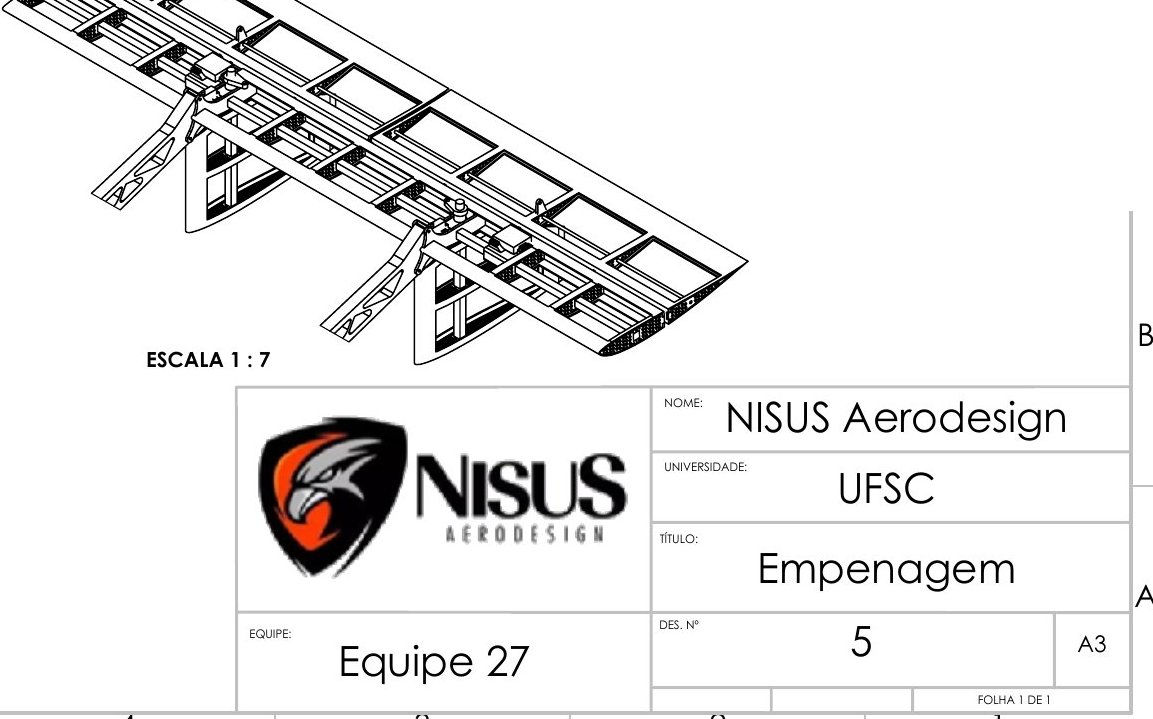 B
ESCALA 1 : 7
NOME:
NISUS Aerodesign
UNIVERSIDADE:
UFSC
NISUS
AERODESIGN
TÍTULO:
Empenagem
A
EQUIPE:
Equipe 27
DES. Nº
5
A3
FOLHA 1 DE 1